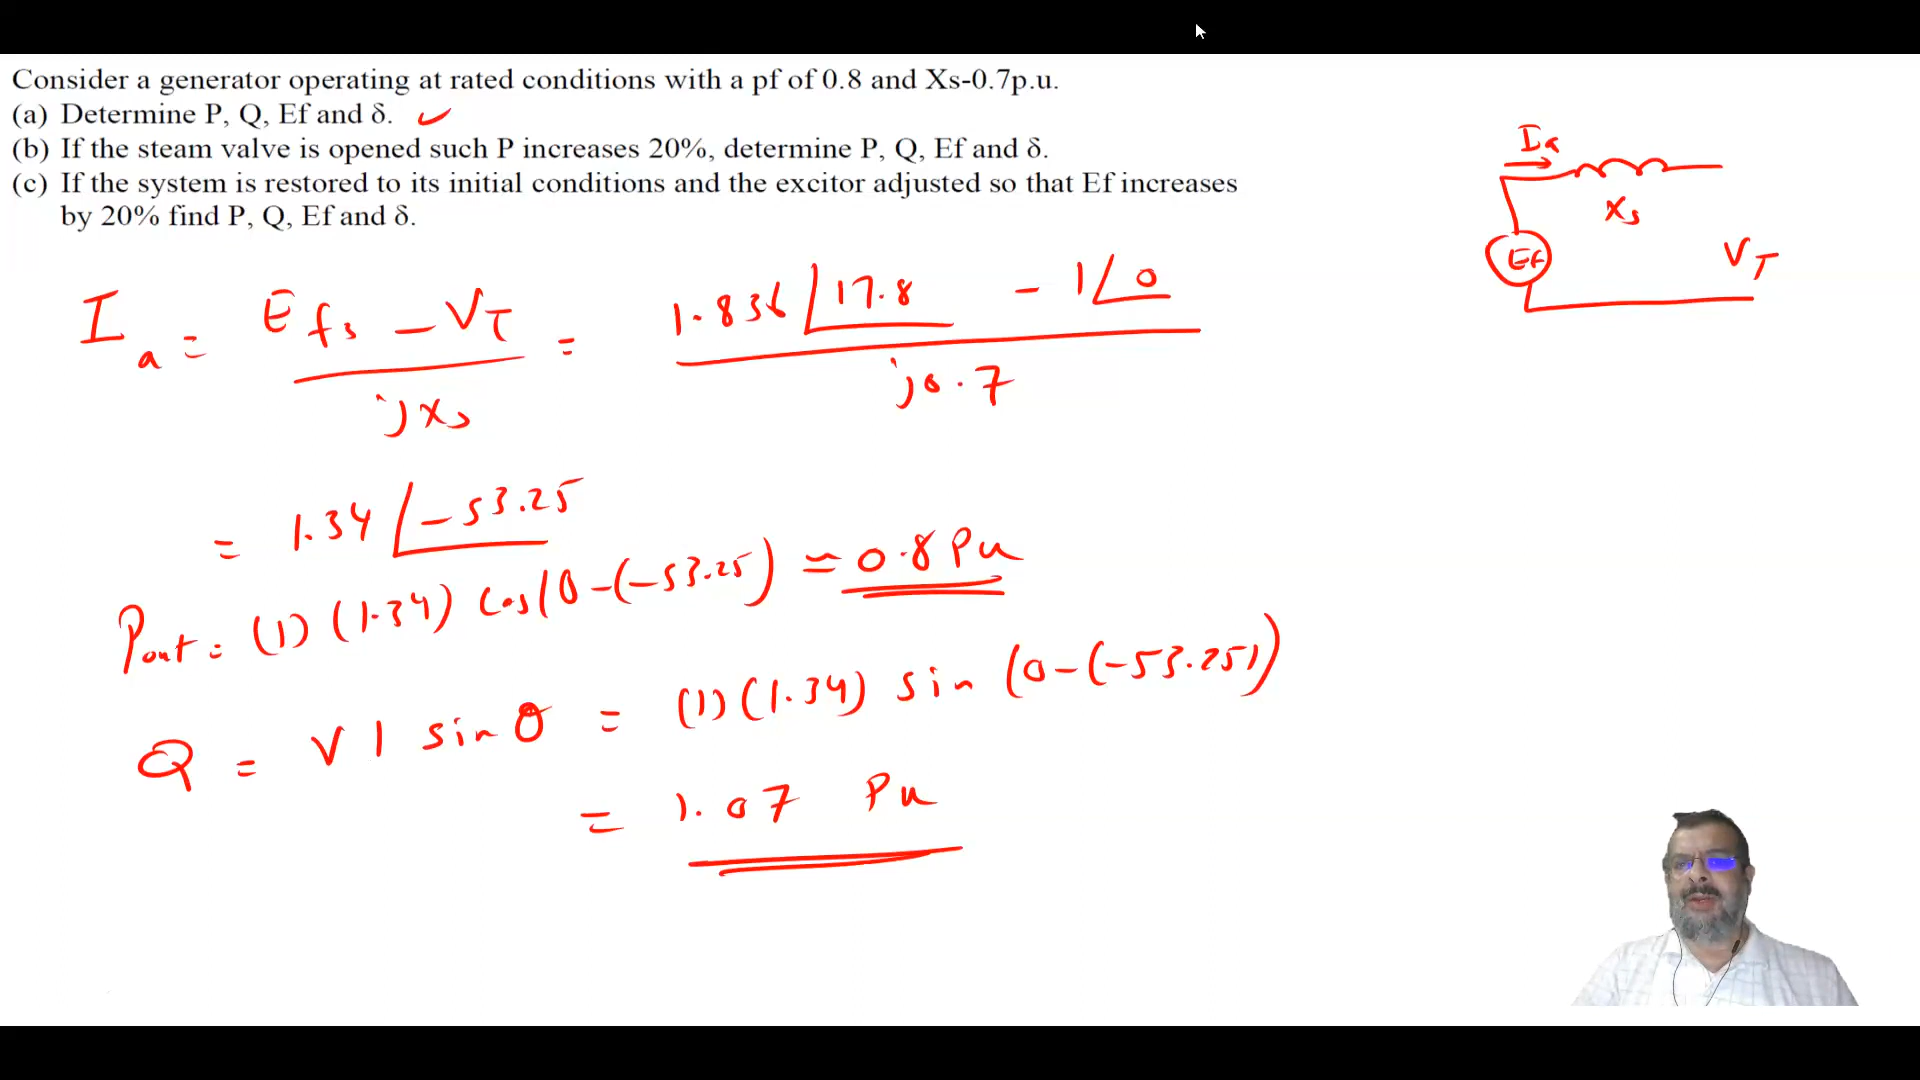 Consider a generator operating at rated conditions with a pf of 0.8 and Xs-0.7p.u.
(a) Determine P, Q, Ef and δ. ✓
(b) If the steam valve is opened such P increases 20%, determine P, Q, Ef and δ.
(c) If the system is restored to its initial conditions and the excitor adjusted so that Ef increases
by 20% find P, Q, Ef and δ.
Ia
Xs
Ef
VT
Ia = (Ef3 - VT) / jXs = (1.836∠17.8 - 1∠0) / j0.7
= 1.34∠-53.25
Pout = (1)(1.34) cos(0-(-53.25) = 0.8 Pu
Q = V I sin θ = (1)(1.34) sin (0-(-53.25))
= 1.07 Pu